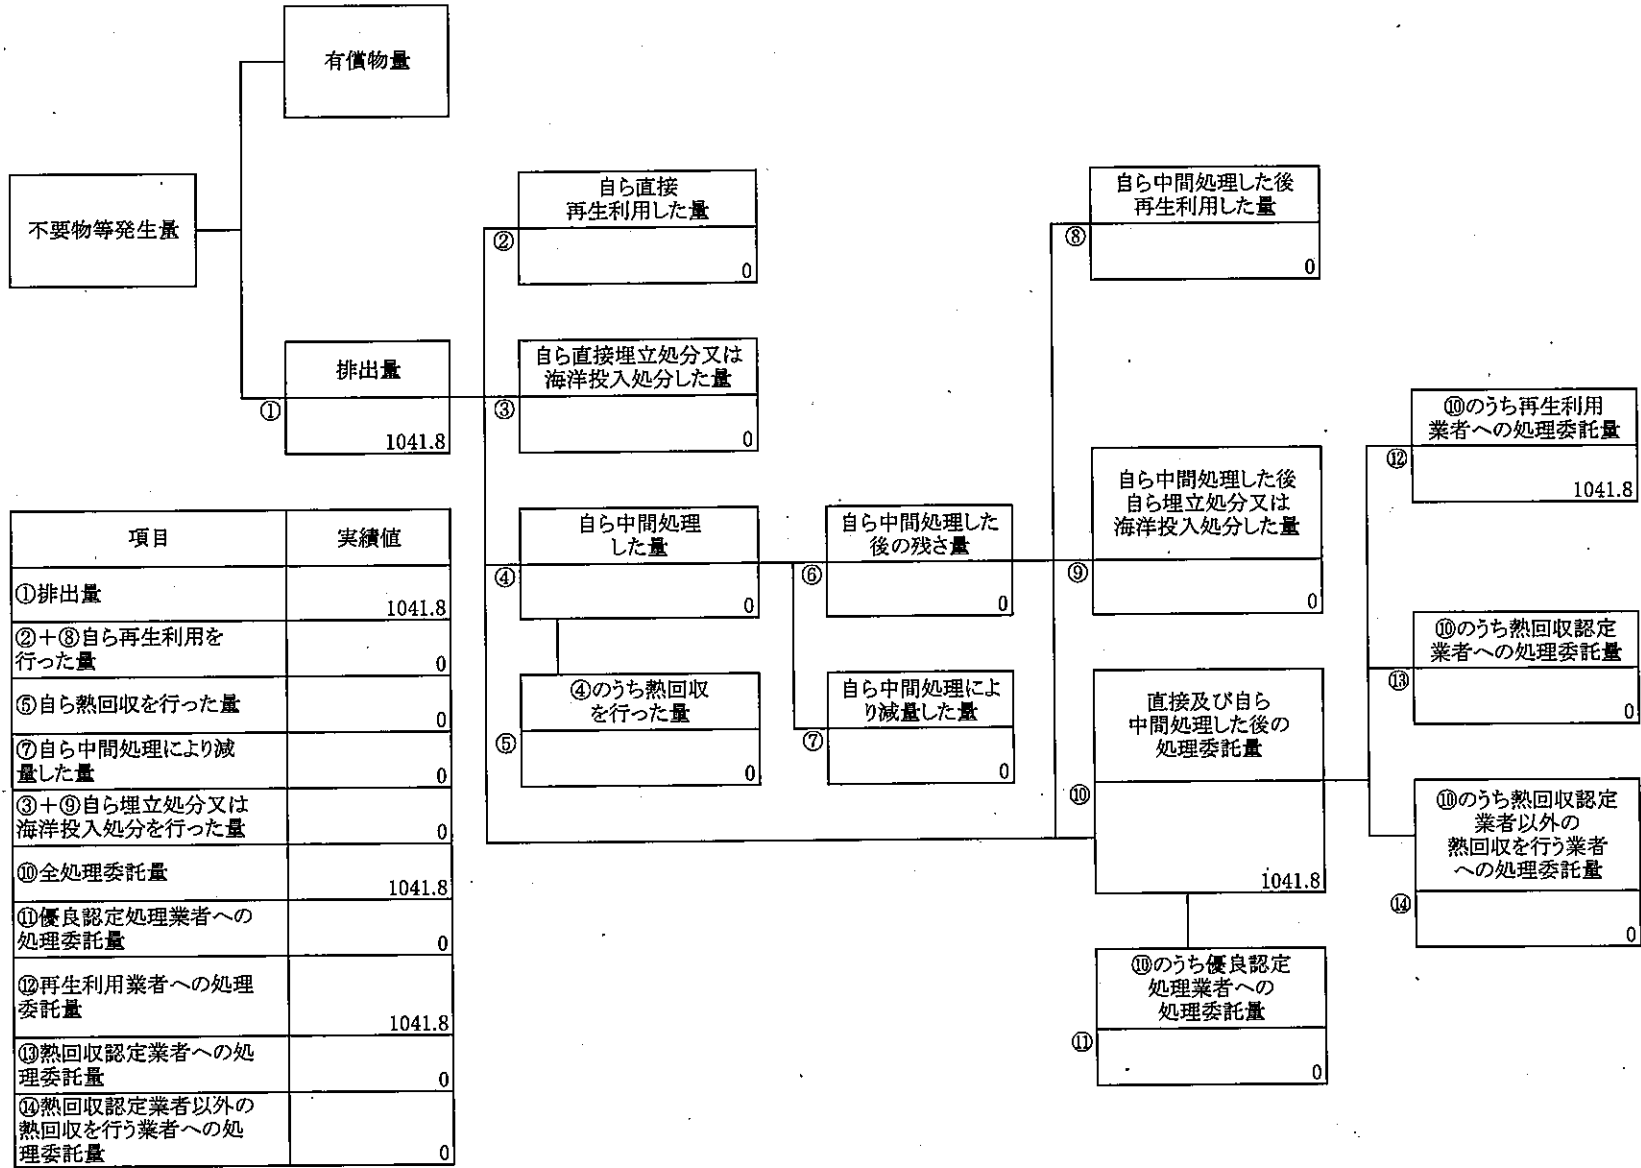 有償物量
不要物等発生量
排出量
①
1041.8
自ら直接
再生利用した量
②
0
自ら直接埋立処分又は
海洋投入処分した量
③
0
自ら中間処理
した量
④
0
④のうち熱回収
を行った量
⑤
0
自ら中間処理した
後の残さ量
⑥
0
自ら中間処理によ
り減量した量
⑦
0
自ら中間処理した後
再生利用した量
⑧
0
自ら中間処理した後
自ら埋立処分又は
海洋投入処分した量
⑨
0
直接及び自ら
中間処理した後の
処理委託量
⑩
1041.8
⑩のうち優良認定
処理業者への
処理委託量
⑪
0
⑩のうち再生利用
業者への処理委託量
⑫
1041.8
⑩のうち熱回収認定
業者への処理委託量
⑬
0
⑩のうち熱回収認定
業者以外の
熱回収を行う業者
への処理委託量
⑭
0
項目 実績値
①排出量
1041.8
②+⑧自ら再生利用を
行った量 0
⑤自ら熱回収を行った量
0
⑦自ら中間処理により減
量した量 0
③+⑨自ら埋立処分又は
海洋投入処分を行った量 0
⑩全処理委託量
1041.8
⑪優良認定処理業者への
処理委託量 0
⑫再生利用業者への処理
委託量
1041.8
⑬熱回収認定業者への処
理委託量 0
⑭熱回収認定業者以外の
熱回収を行う業者への処
理委託量 0